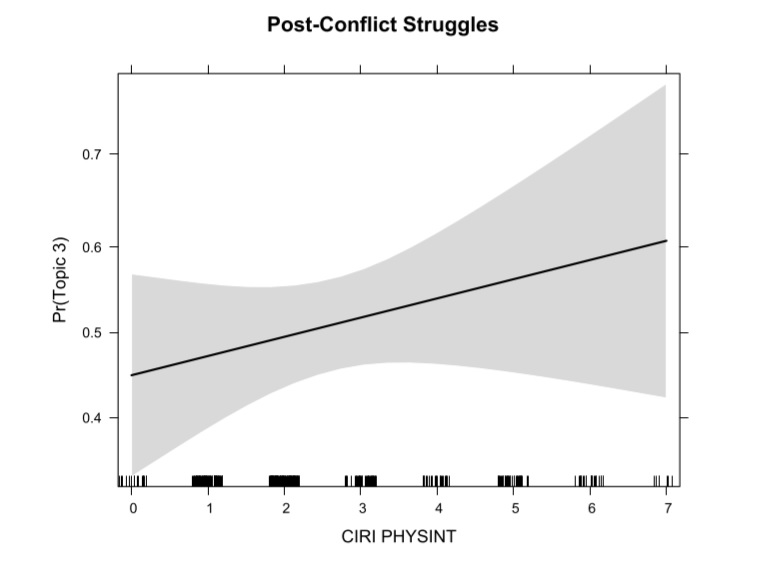 Post-Conflict Struggles
Pr(Topic 3)
0.7
0.6
0.5
0.4
0 1 2 3 4 5 6 7
CIRI PHYSINT